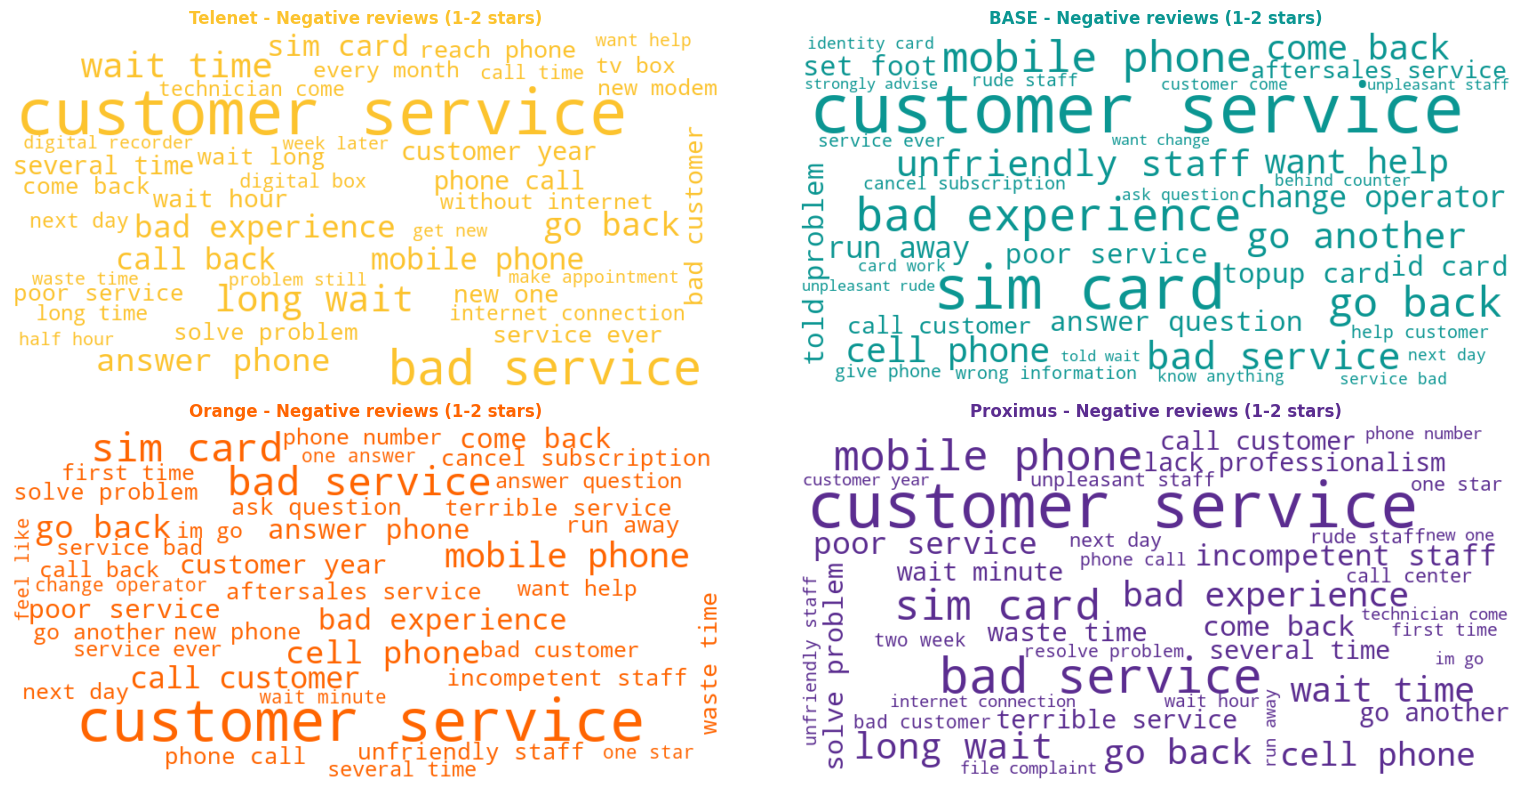 Telenet - Negative reviews (1-2 stars)
sim card
reach phone
want help
wait time
every month
call time
tv box
technician come
new modem
customer service
digital recorder
week later
several time
wait long
customer year
come back
digital box
phone call
wait hour
without internet
next day
bad experience
get new
go back
bad customer
call back
mobile phone
waste time
problem still
make appointment
poor service
long wait
new one
long time
internet connection
half hour
solve problem
service ever
answer phone
bad service
BASE - Negative reviews (1-2 stars)
identity card
mobile phone
come back
set foot
rude staff
aftersales service
strongly advise
customer come
unpleasant staff
customer service
service ever
want change
unfriendly staff
want help
cancel subscription
behind counter
told problem
bad experience
ask question
change operator
run away
poor service
go another
card work
topup card
id card
unpleasant rude
sim card
go back
call customer
answer question
help customer
cell phone
told wait
bad service
next day
give phone
wrong information
know anything
service bad
Orange - Negative reviews (1-2 stars)
sim card
phone number
come back
one answer
cancel subscription
first time
bad service
answer question
solve problem
ask question
terrible service
go back
im go
answer phone
run away
service bad
feel like
call back
customer year
mobile phone
change operator
aftersales service
want help
poor service
bad experience
waste time
go another
new phone
service ever
cell phone
bad customer
call customer
incompetent staff
next day
wait minute
customer service
phone call
unfriendly staff
one star
several time
Proximus - Negative reviews (1-2 stars)
mobile phone
call customer
phone number
lack professionalism
customer year
unpleasant staff
one star
customer service
poor service
next day
rude staff
new one
phone call
incompetent staff
wait minute
call center
unfriendly staff
solve problem
sim card
bad experience
technician come
two week
waste time
come back
first time
resolve problem
several time
im go
bad service
internet connection
wait hour
wait time
bad customer
terrible service
run away
go another
long wait
go back
cell phone
file complaint